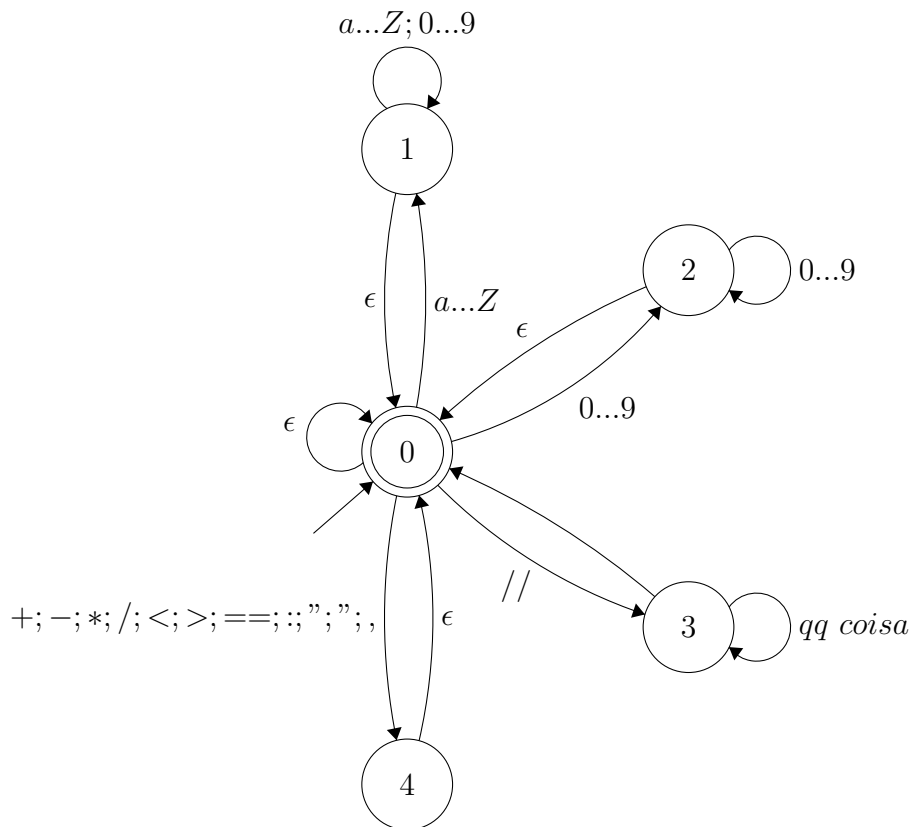 a...Z; 0...9
1
2
0...9
ϵ
a...Z
ϵ
0...9
ϵ
0
//
+; −; ∗; /; <; >; ==; :; ”; ”; ,
ϵ
3
qq coisa
4